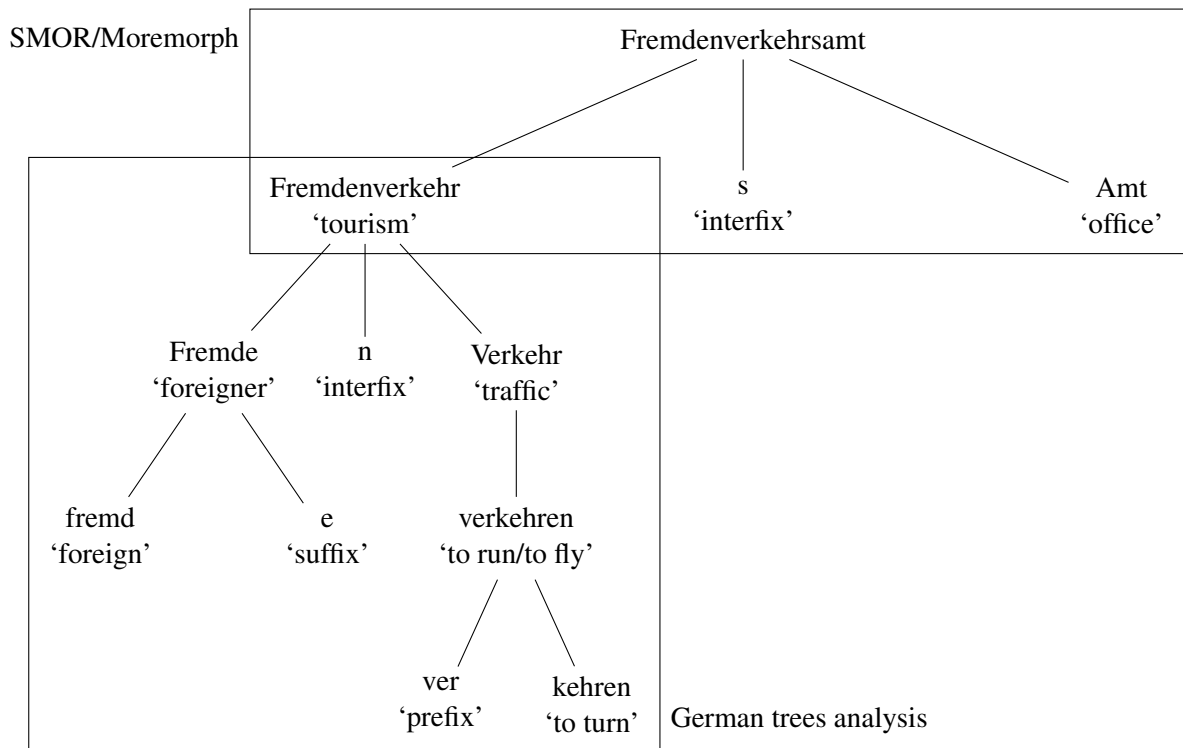 SMOR/Moremorph
Fremdenverkehrsamt
Fremdenverkehr
‘tourism’
s
‘interfix’
Amt
‘office’
Fremde
‘foreigner’
n
‘interfix’
Verkehr
‘traffic’
fremd
‘foreign’
e
‘suffix’
verkehren
‘to run/to fly’
ver
‘prefix’
kehren
‘to turn’
German trees analysis